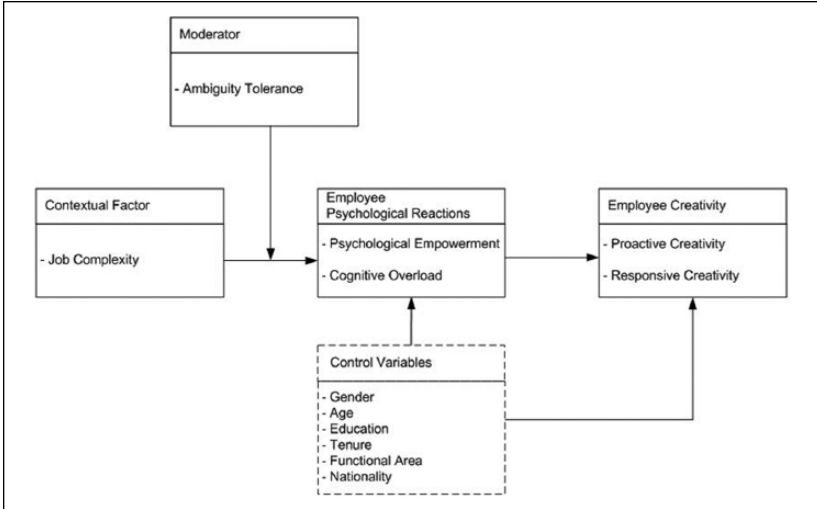 Moderator
- Ambiguity Tolerance
Contextual Factor
- Job Complexity
Employee
Psychological Reactions
- Psychological Empowerment
- Cognitive Overload
Employee Creativity
- Proactive Creativity
- Responsive Creativity
Control Variables
- Gender
- Age
- Education
- Tenure
- Functional Area
- Nationality